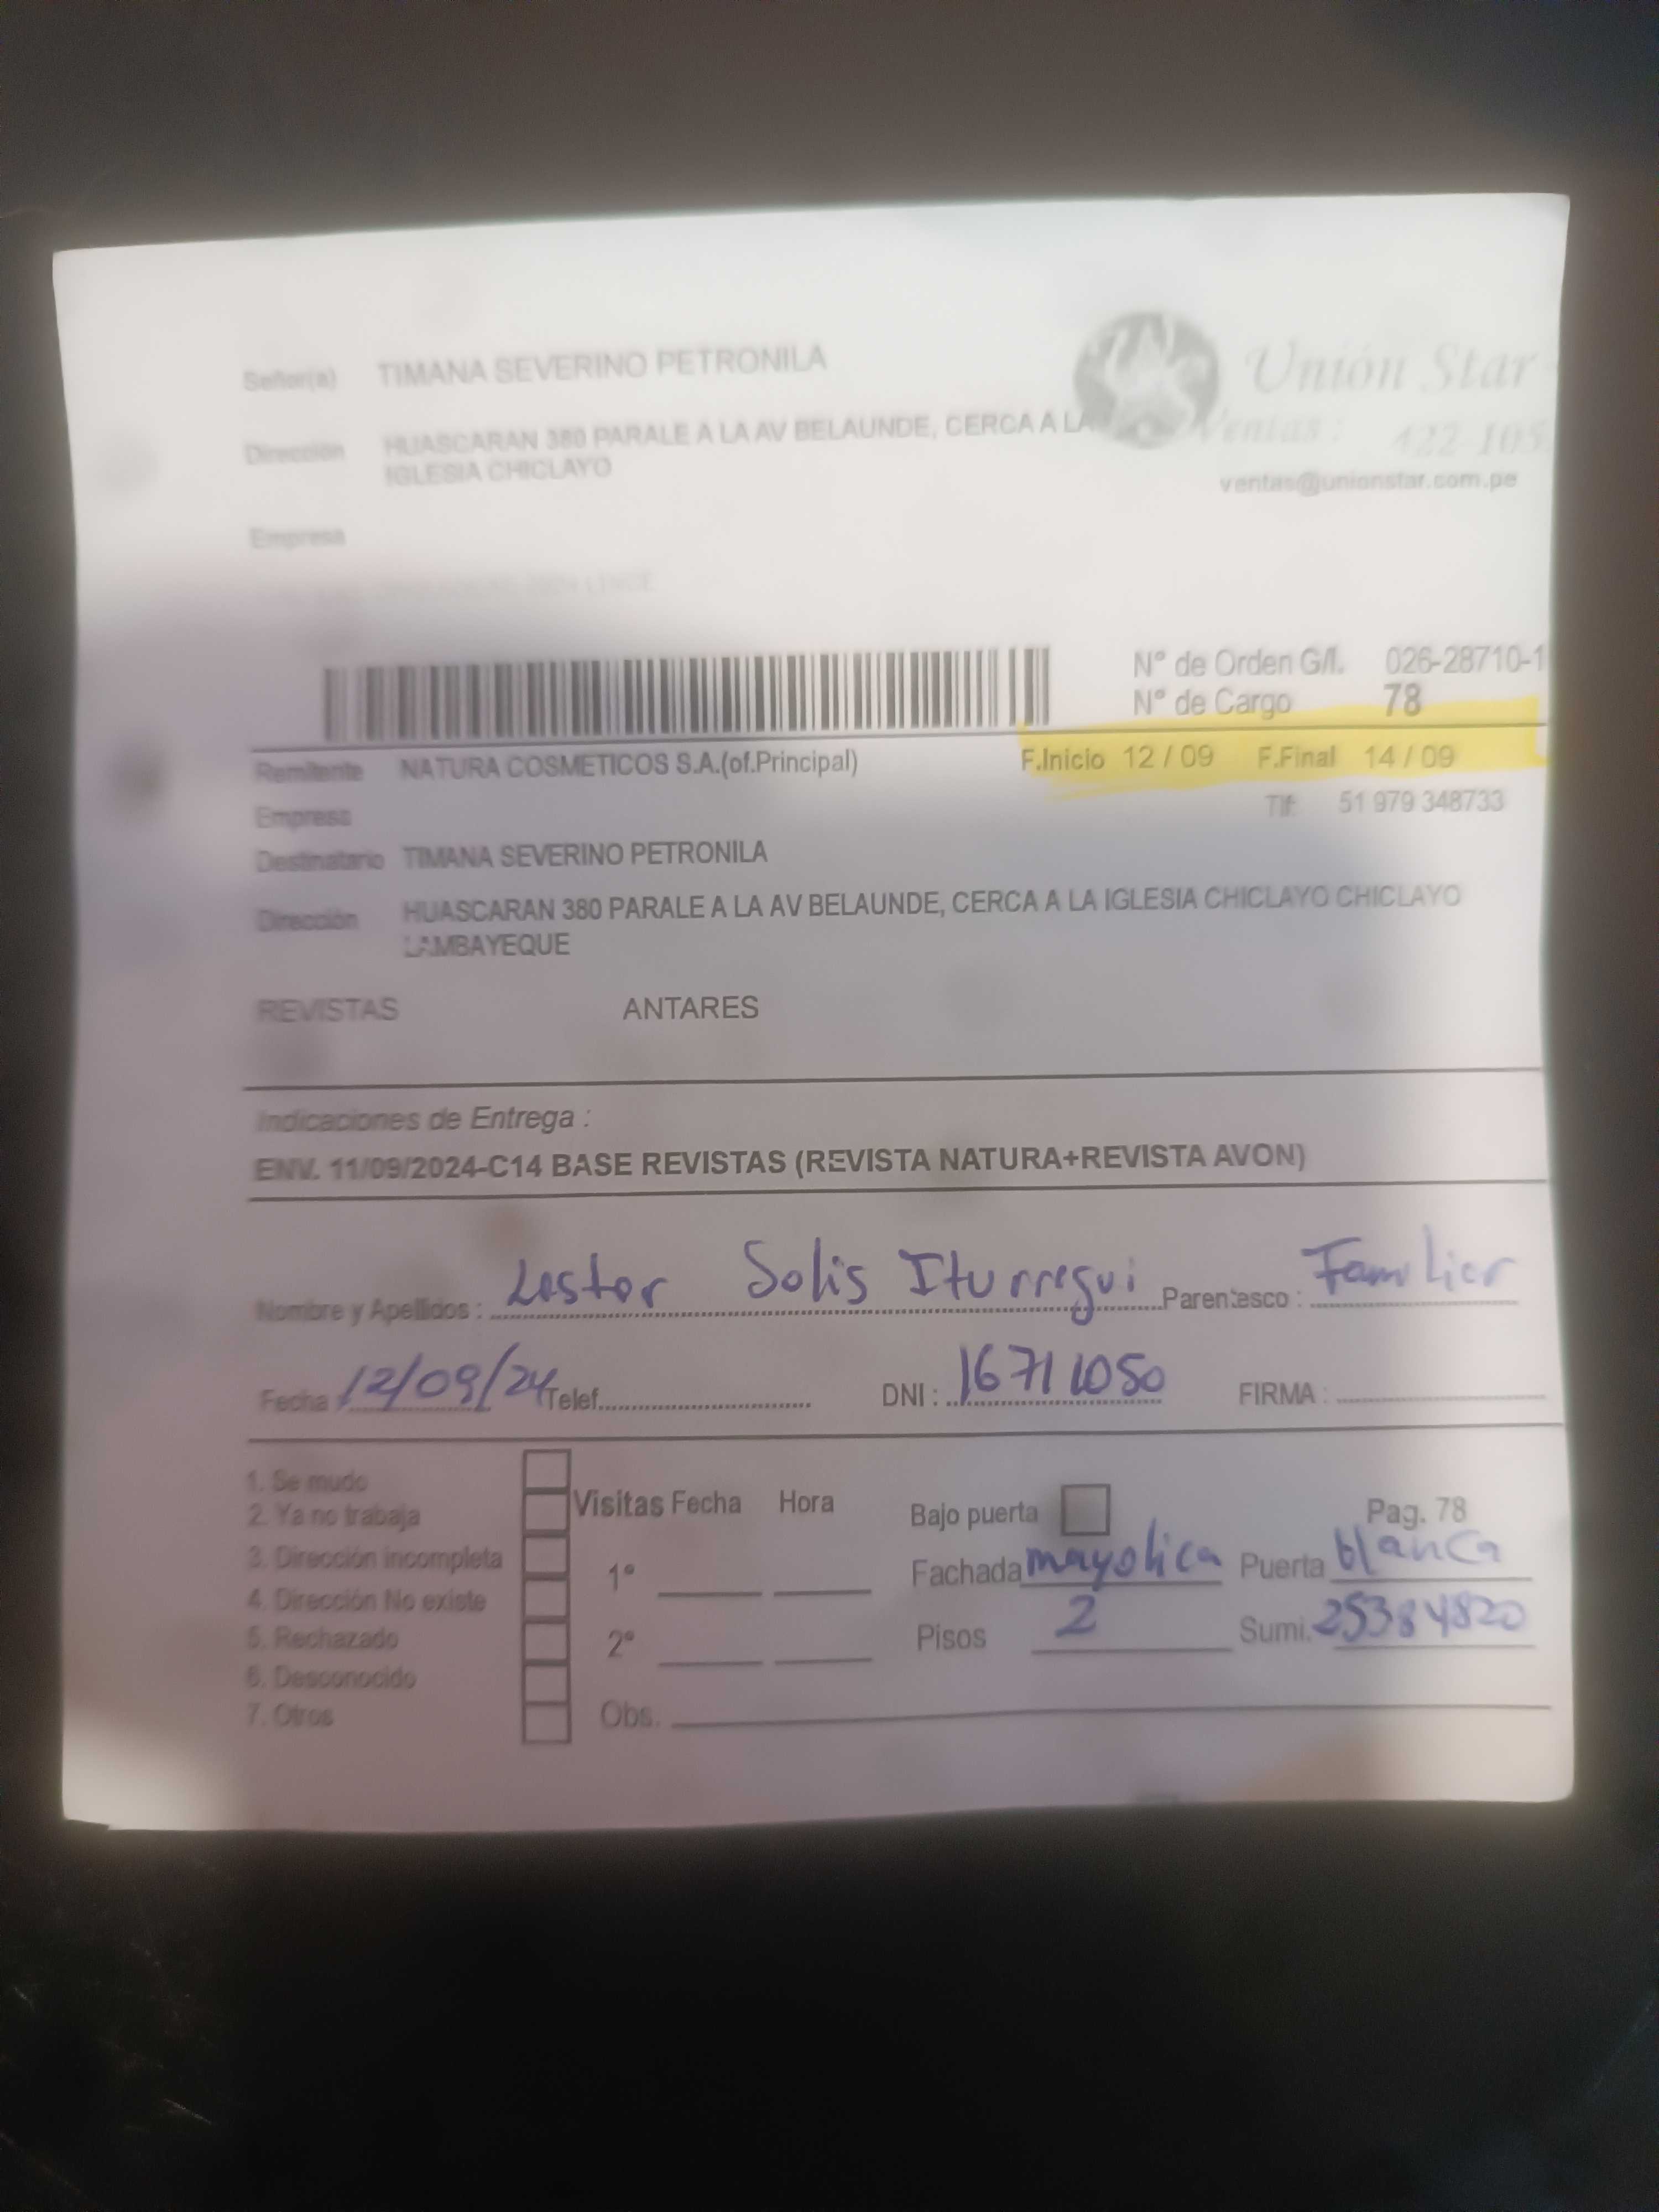 Unión Star
Señor(a) TIMANA SEVERINO PETRONILA
Ventas: 422-105
Dirección HUASCARAN 380 PARALE A LA AV BELAUNDE, CERCA A LA
IGLESIA CHICLAYO
ventas@unionstar.com.pe
Empresa
N° de Orden G/I. 026-28710-1
N° de Cargo 78
Remitente NATURA COSMETICOS S.A.(of.Principal) F.Inicio 12 / 09 F.Final 14 / 09
Empresa Tlf: 51 979 348733
Destinatario TIMANA SEVERINO PETRONILA
Dirección HUASCARAN 380 PARALE A LA AV BELAUNDE, CERCA A LA IGLESIA CHICLAYO CHICLAYO
LAMBAYEQUE
REVISTAS ANTARES
Indicaciones de Entrega :
ENV. 11/09/2024-C14 BASE REVISTAS (REVISTA NATURA+REVISTA AVON)
Nombre y Apellidos : Lestor Solis Iturregui Parentesco : Familier
Fecha 12/09/24 Telef. DNI : 16711050 FIRMA :
1. Se mudo
2. Ya no trabaja
3. Dirección incompleta
4. Dirección No existe
5. Rechazado
6. Desconocido
7. Otros
Visitas Fecha Hora
1°
2°
Obs.
Bajo puerta Pag. 78
Fachada mayolica Puerta blanca
Pisos 2 Sumi. 25384820